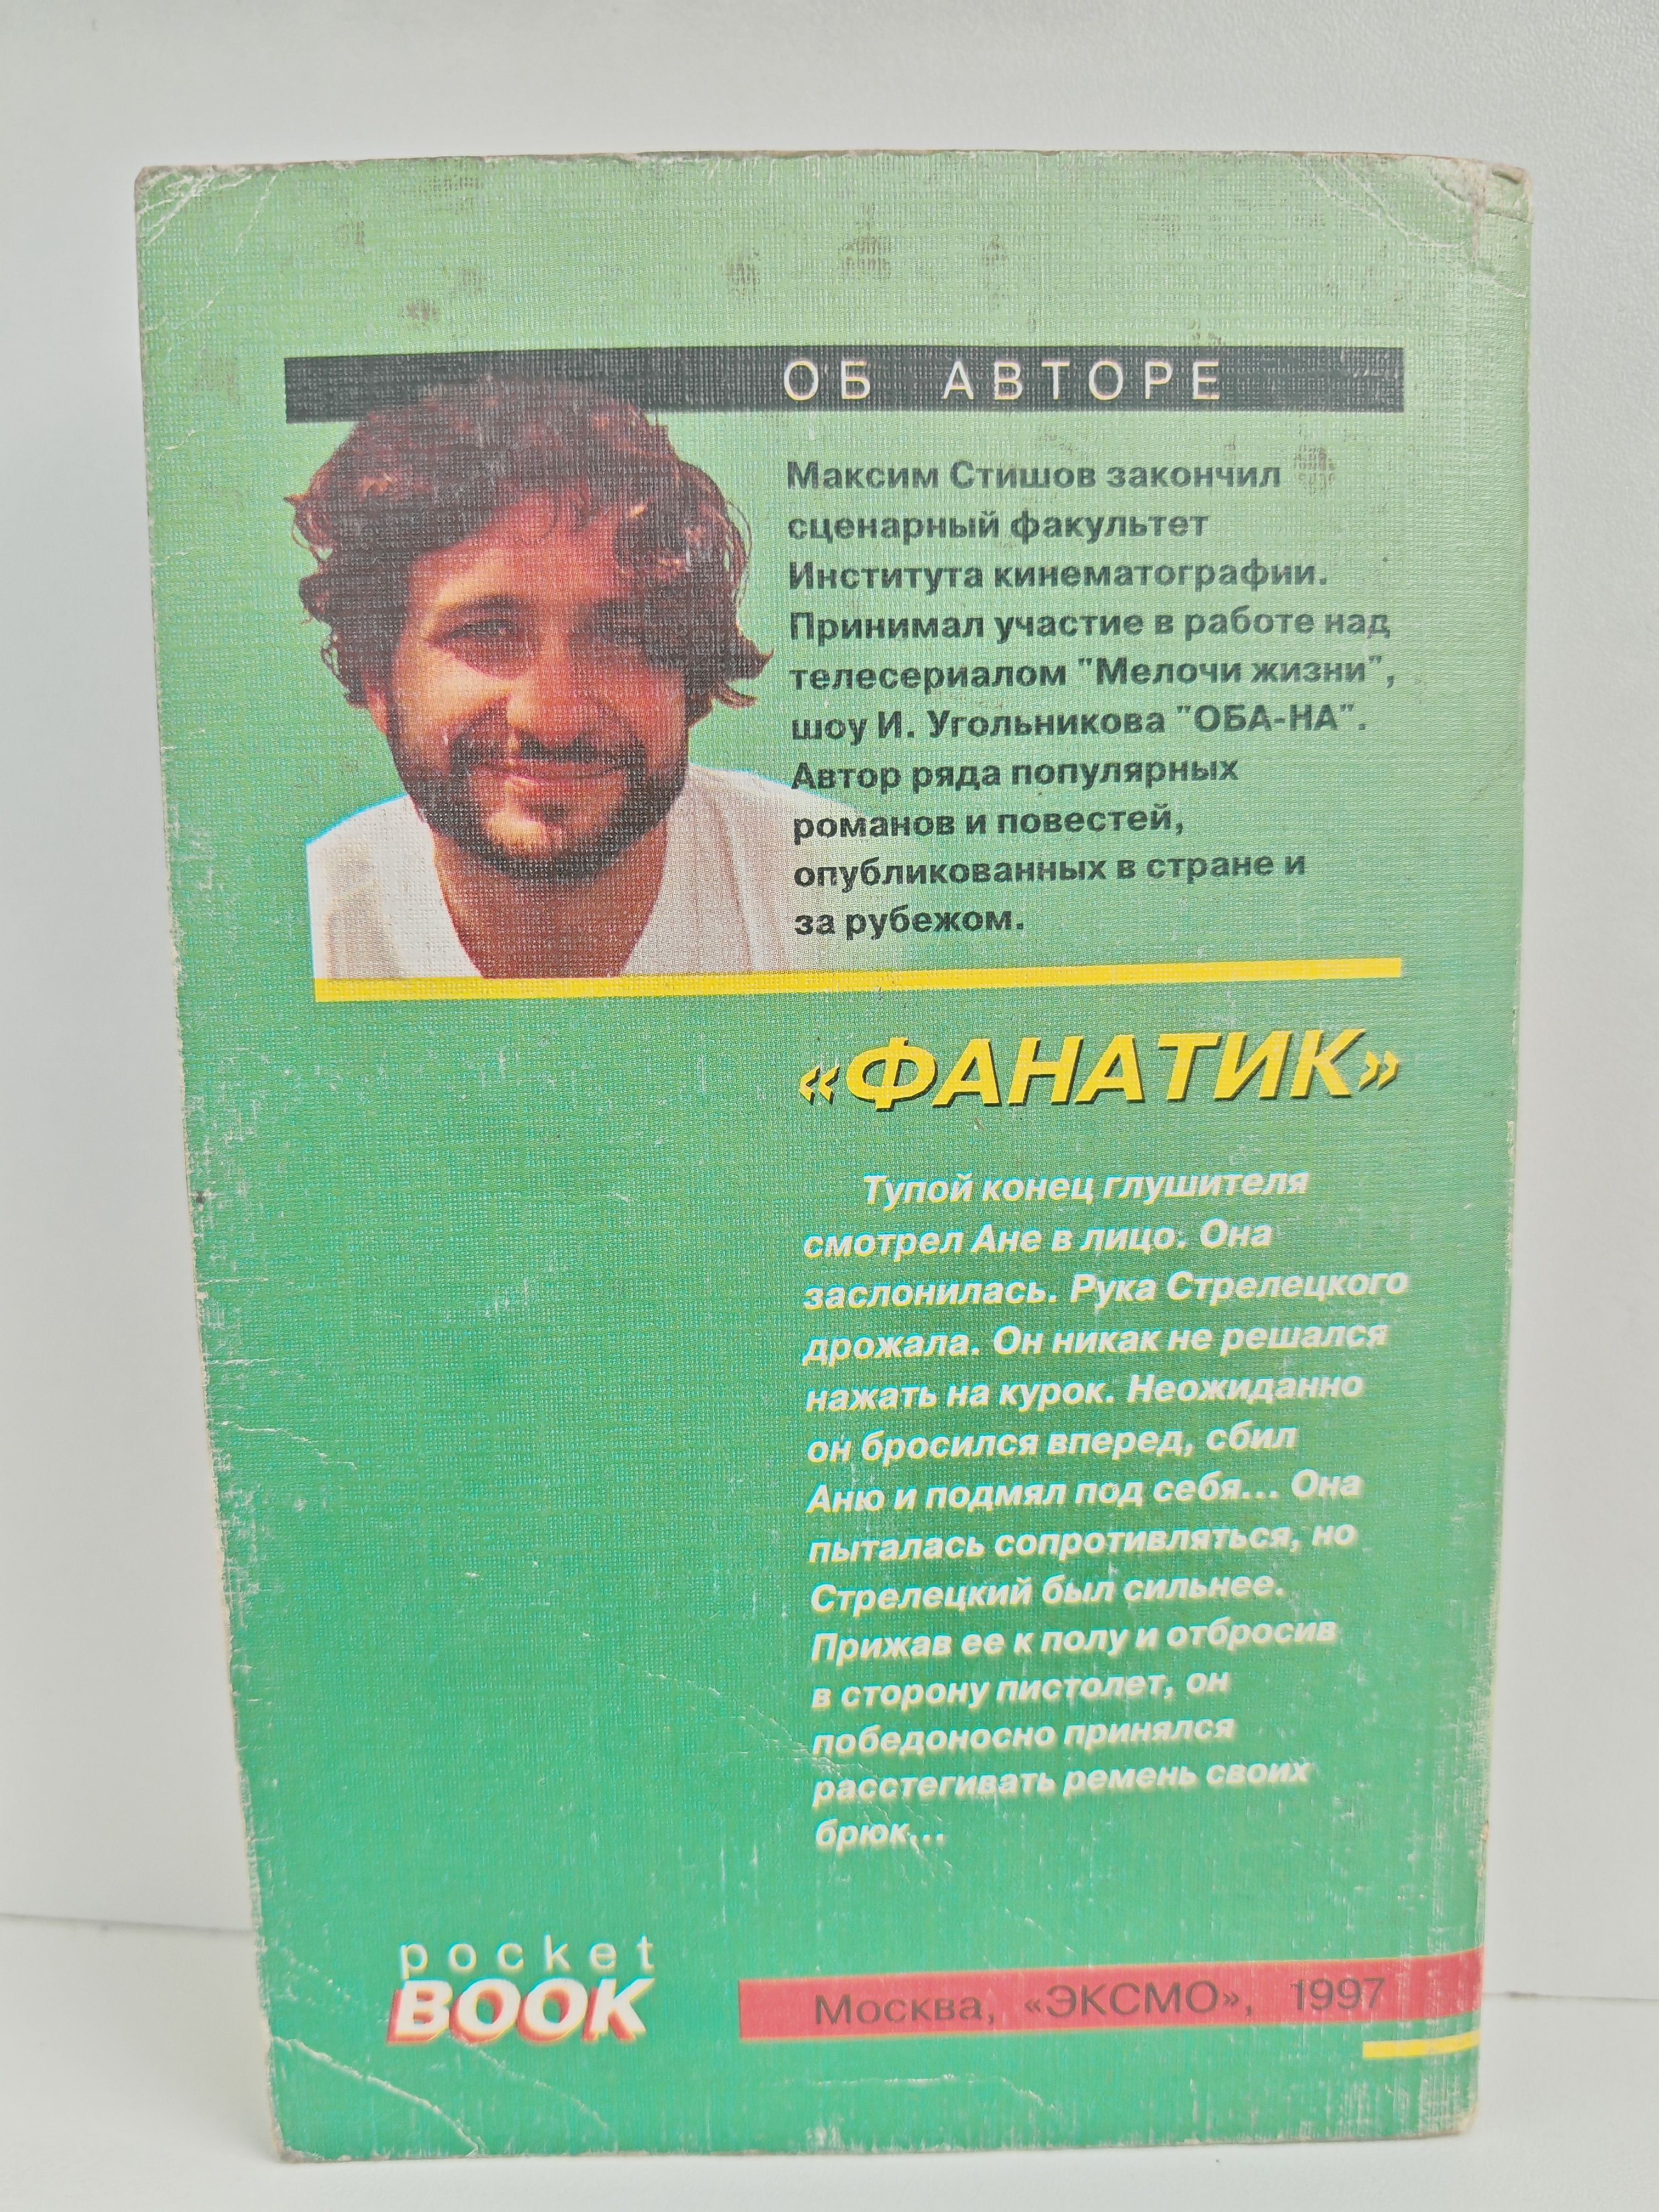 ОБ АВТОРЕ
Максим Стишов закончил
сценарный факультет
Института кинематографии.
Принимал участие в работе над
телесериалом "Мелочи жизни",
шоу И. Угольникова "ОБА-НА".
Автор ряда популярных
романов и повестей,
опубликованных в стране и
за рубежом.
«ФАНАТИК»
Тупой конец глушителя
смотрел Ане в лицо. Она
заслонилась. Рука Стрелецкого
дрожала. Он никак не решался
нажать на курок. Неожиданно
он бросился вперед, сбил
Аню и подмял под себя... Она
пыталась сопротивляться, но
Стрелецкий был сильнее.
Прижав ее к полу и отбросив
в сторону пистолет, он
победоносно принялся
расстегивать ремень своих
брюк...
pocket
BOOK
Москва, «ЭКСМО», 1997